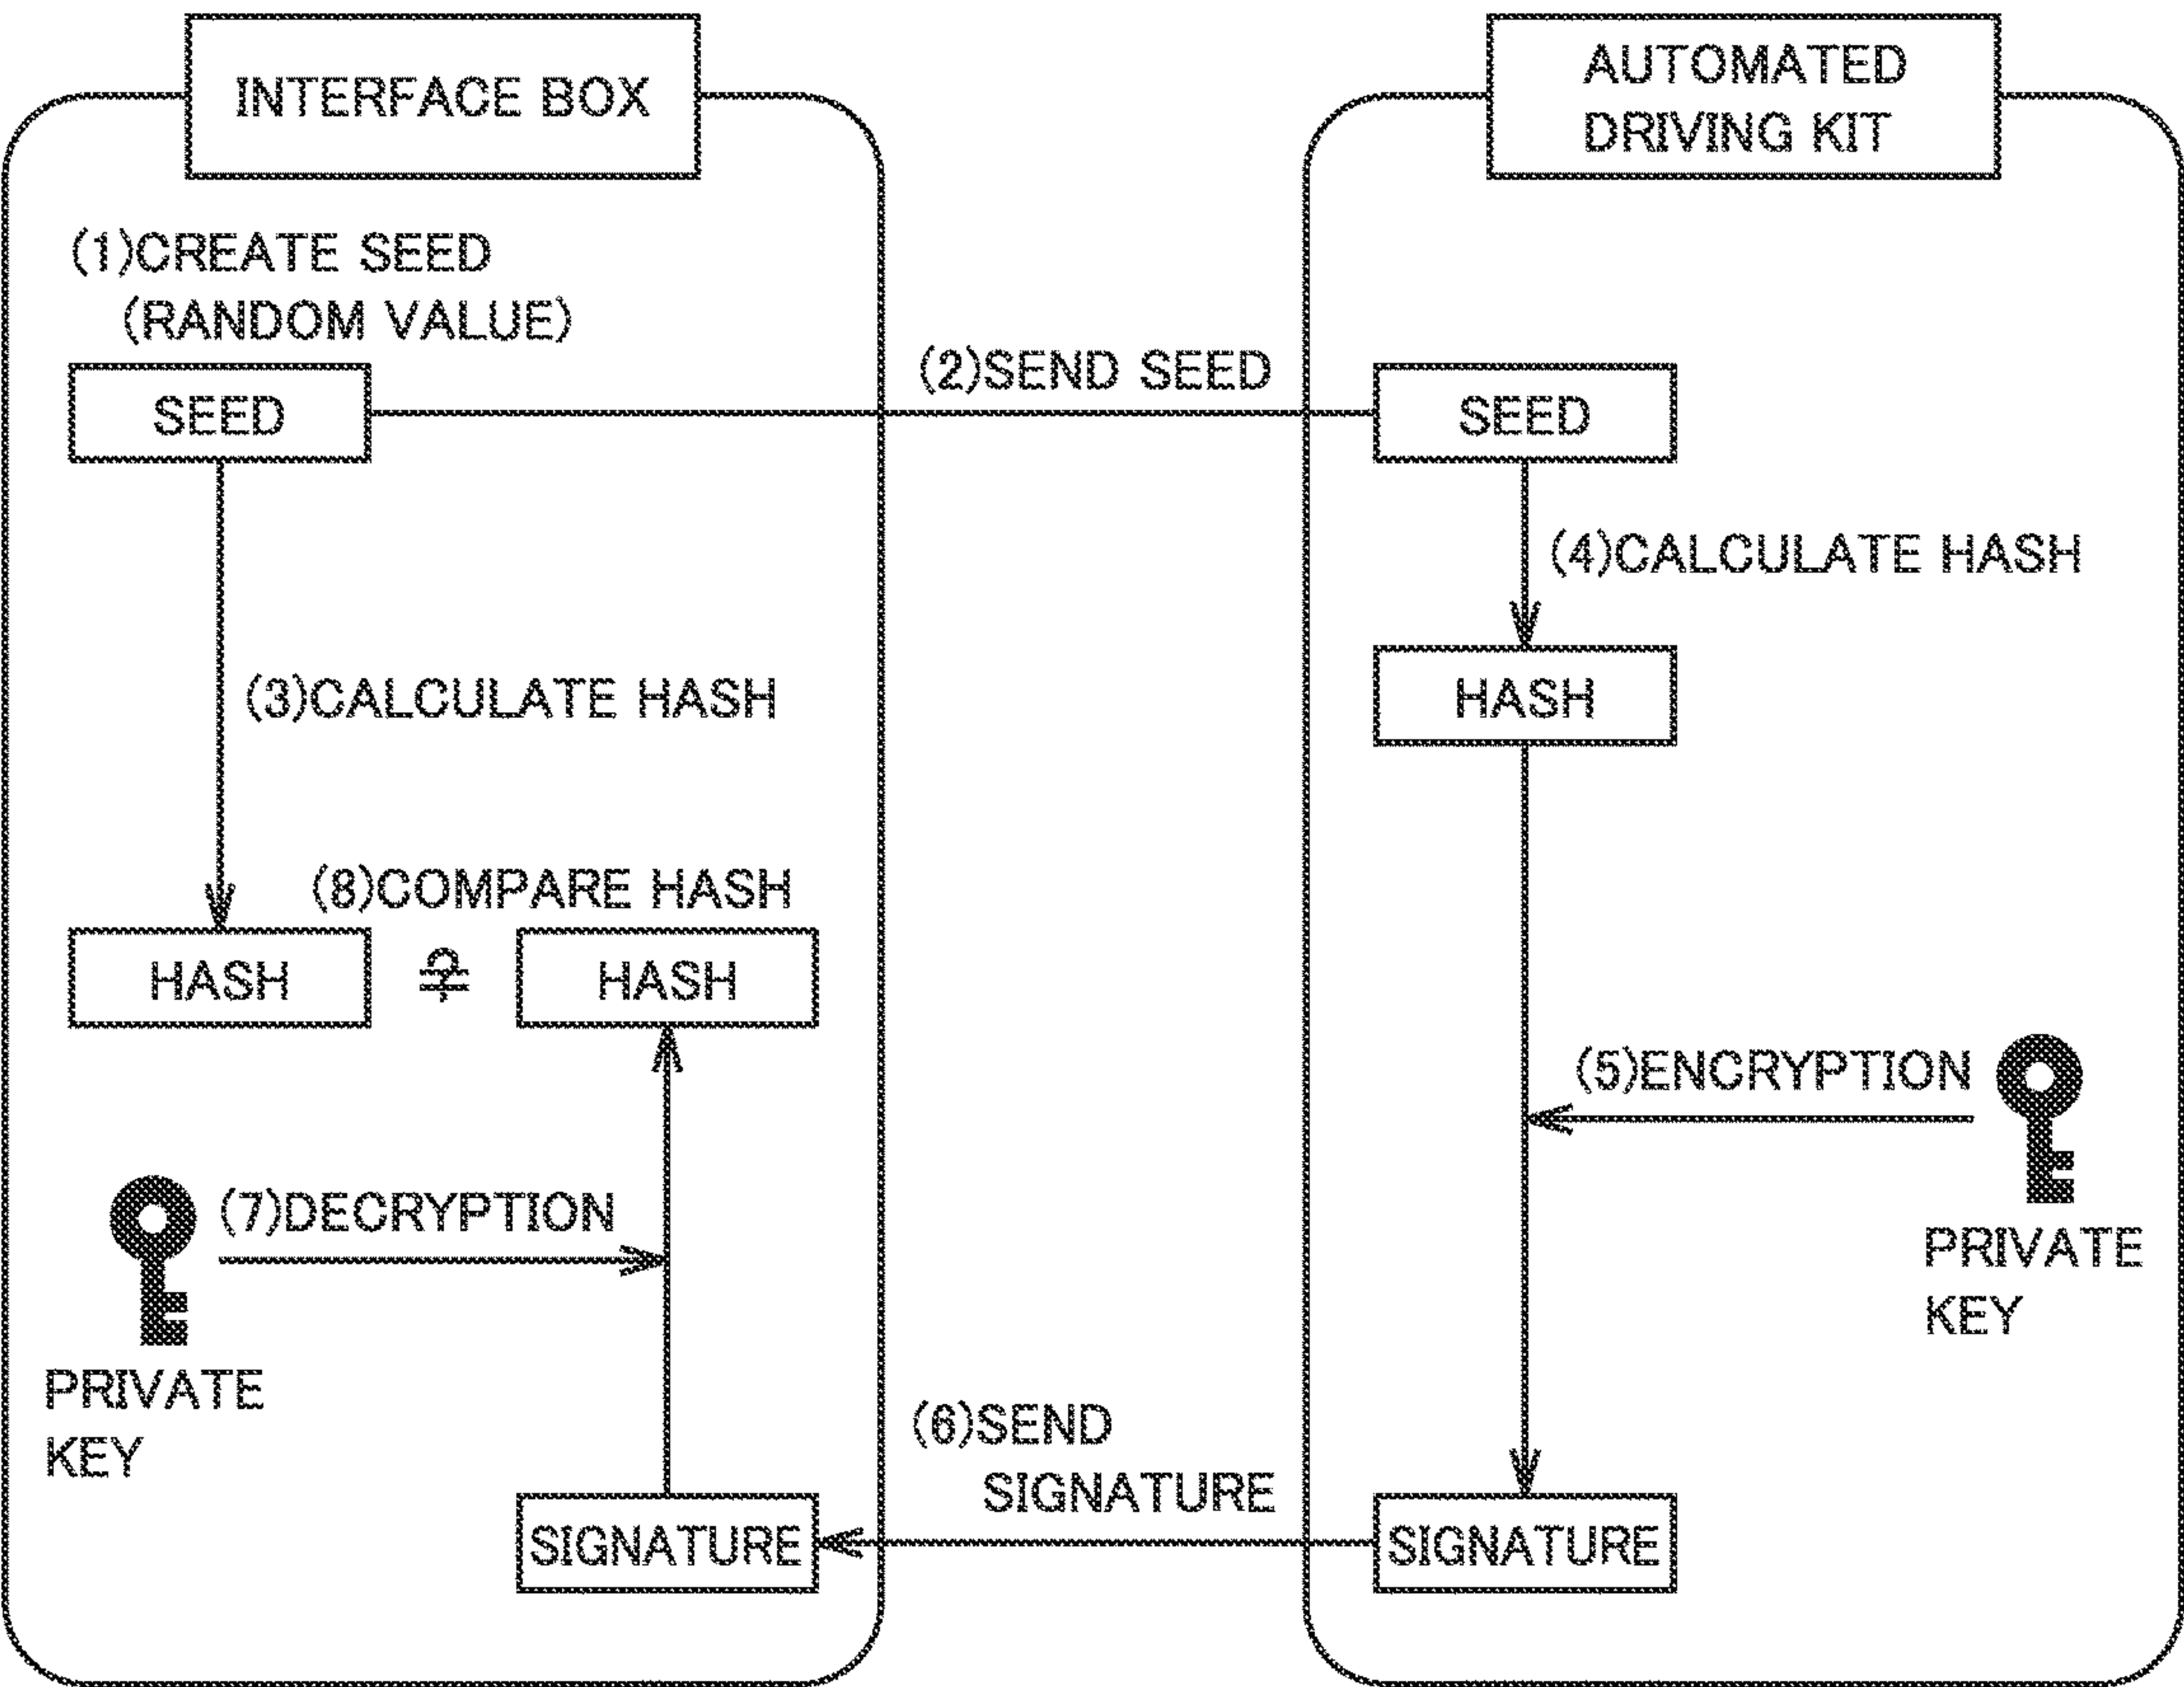 INTERFACE BOX
AUTOMATED
DRIVING KIT
(1)CREATE SEED
(RANDOM VALUE)
SEED
(2)SEND SEED
SEED
(4)CALCULATE HASH
(3)CALCULATE HASH
HASH
(8)COMPARE HASH
HASH
≟
HASH
(5)ENCRYPTION
(7)DECRYPTION
PRIVATE
KEY
PRIVATE
KEY
(6)SEND
SIGNATURE
SIGNATURE
SIGNATURE